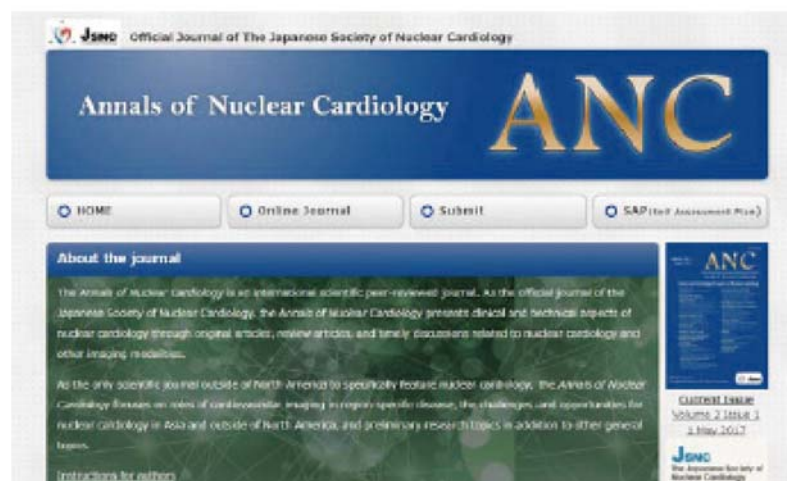 JSNC Official Journal of The Japanese Society of Nuclear Cardiology
Annals of Nuclear Cardiology ANC
HOME
Online Journal
Submit
SAP (Self Assessment Plan)
About the journal
The Annals of Nuclear Cardiology is an international scientific peer-reviewed journal. As the official journal of the
Japanese Society of Nuclear Cardiology, the Annals of Nuclear Cardiology presents clinical and technical aspects of
nuclear cardiology through original articles, review articles, and timely discussions related to nuclear cardiology and
other imaging modalities.
As the only scientific journal outside of North America to specifically feature nuclear cardiology, the Annals of Nuclear
Cardiology focuses on roles of cardiovascular imaging in region-specific disease, the challenges and opportunities for
nuclear cardiology in Asia and outside of North America, and preliminary research topics in addition to other general
topics.
Instructions for authors
ANC
Current Issue
Volume 2 Issue 1
1 May 2017
JSNC
The Japanese Society of
Nuclear Cardiology